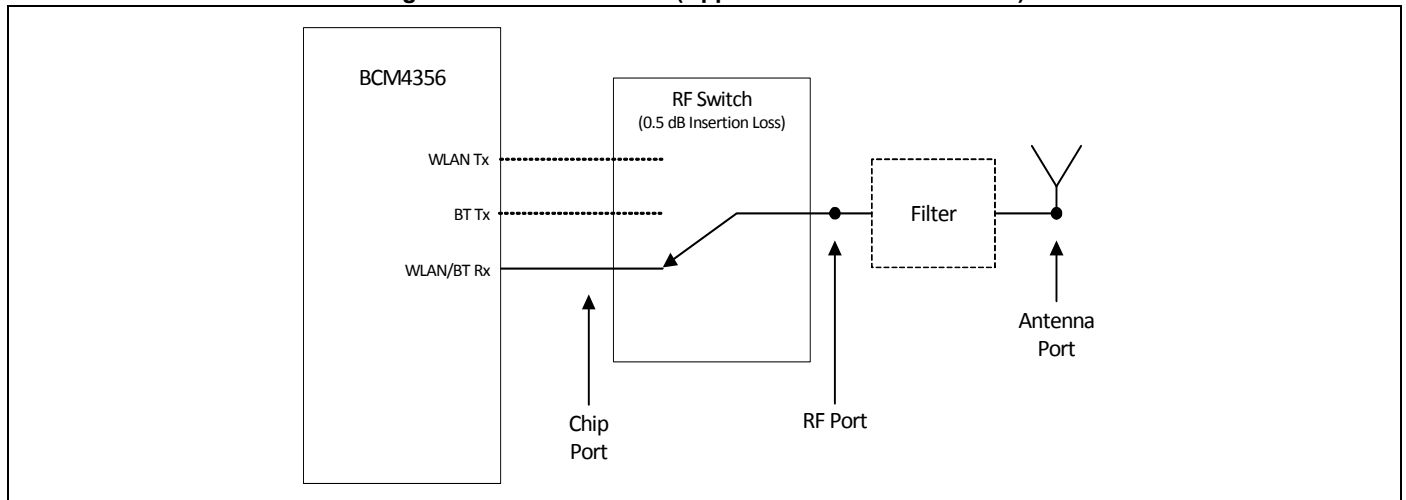 BCM4356
RF Switch
(0.5 dB Insertion Loss)
WLAN Tx
BT Tx
WLAN/BT Rx
Filter
Antenna
Port
RF Port
Chip
Port